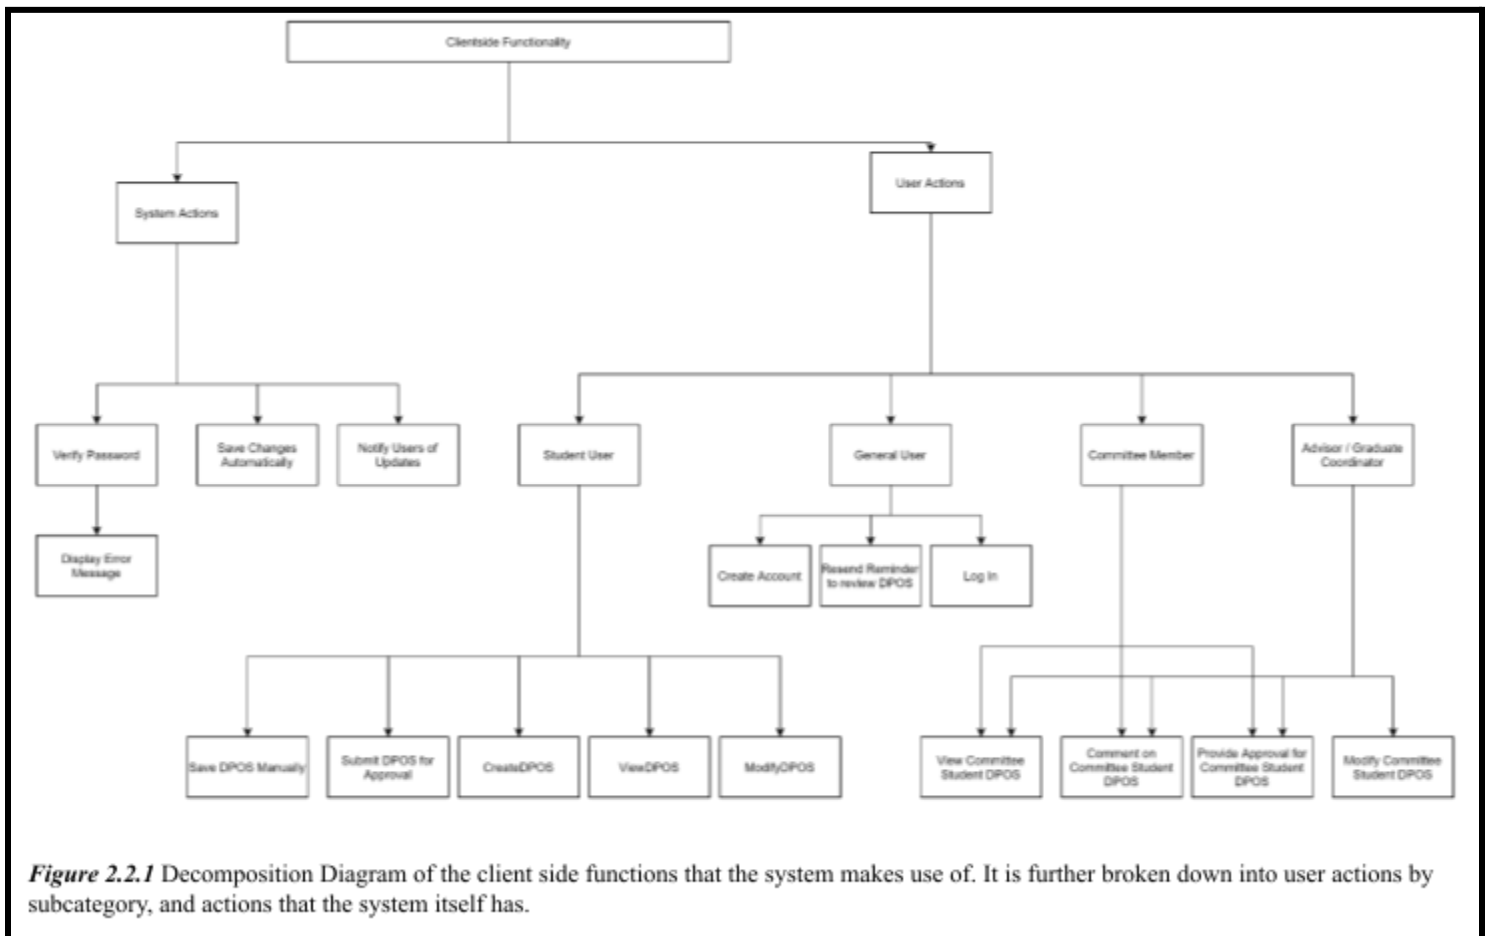 Clientside Functionality
System Actions
User Actions
Verify Password
Save Changes
Automatically
Notify Users of
Updates
Student User
General User
Committee Member
Advisor / Graduate
Coordinator
Display Error
Message
Create Account
Resend Reminder
to review DPOS
Log In
Save DPOS Manually
Submit DPOS for
Approval
CreateDPOS
ViewDPOS
ModifyDPOS
View Committee
Student DPOS
Comment on
Committee Student
DPOS
Provide Approval for
Committee Student
DPOS
Modify Committee
Student DPOS
Figure 2.2.1 Decomposition Diagram of the client side functions that the system makes use of. It is further broken down into user actions by
subcategory, and actions that the system itself has.